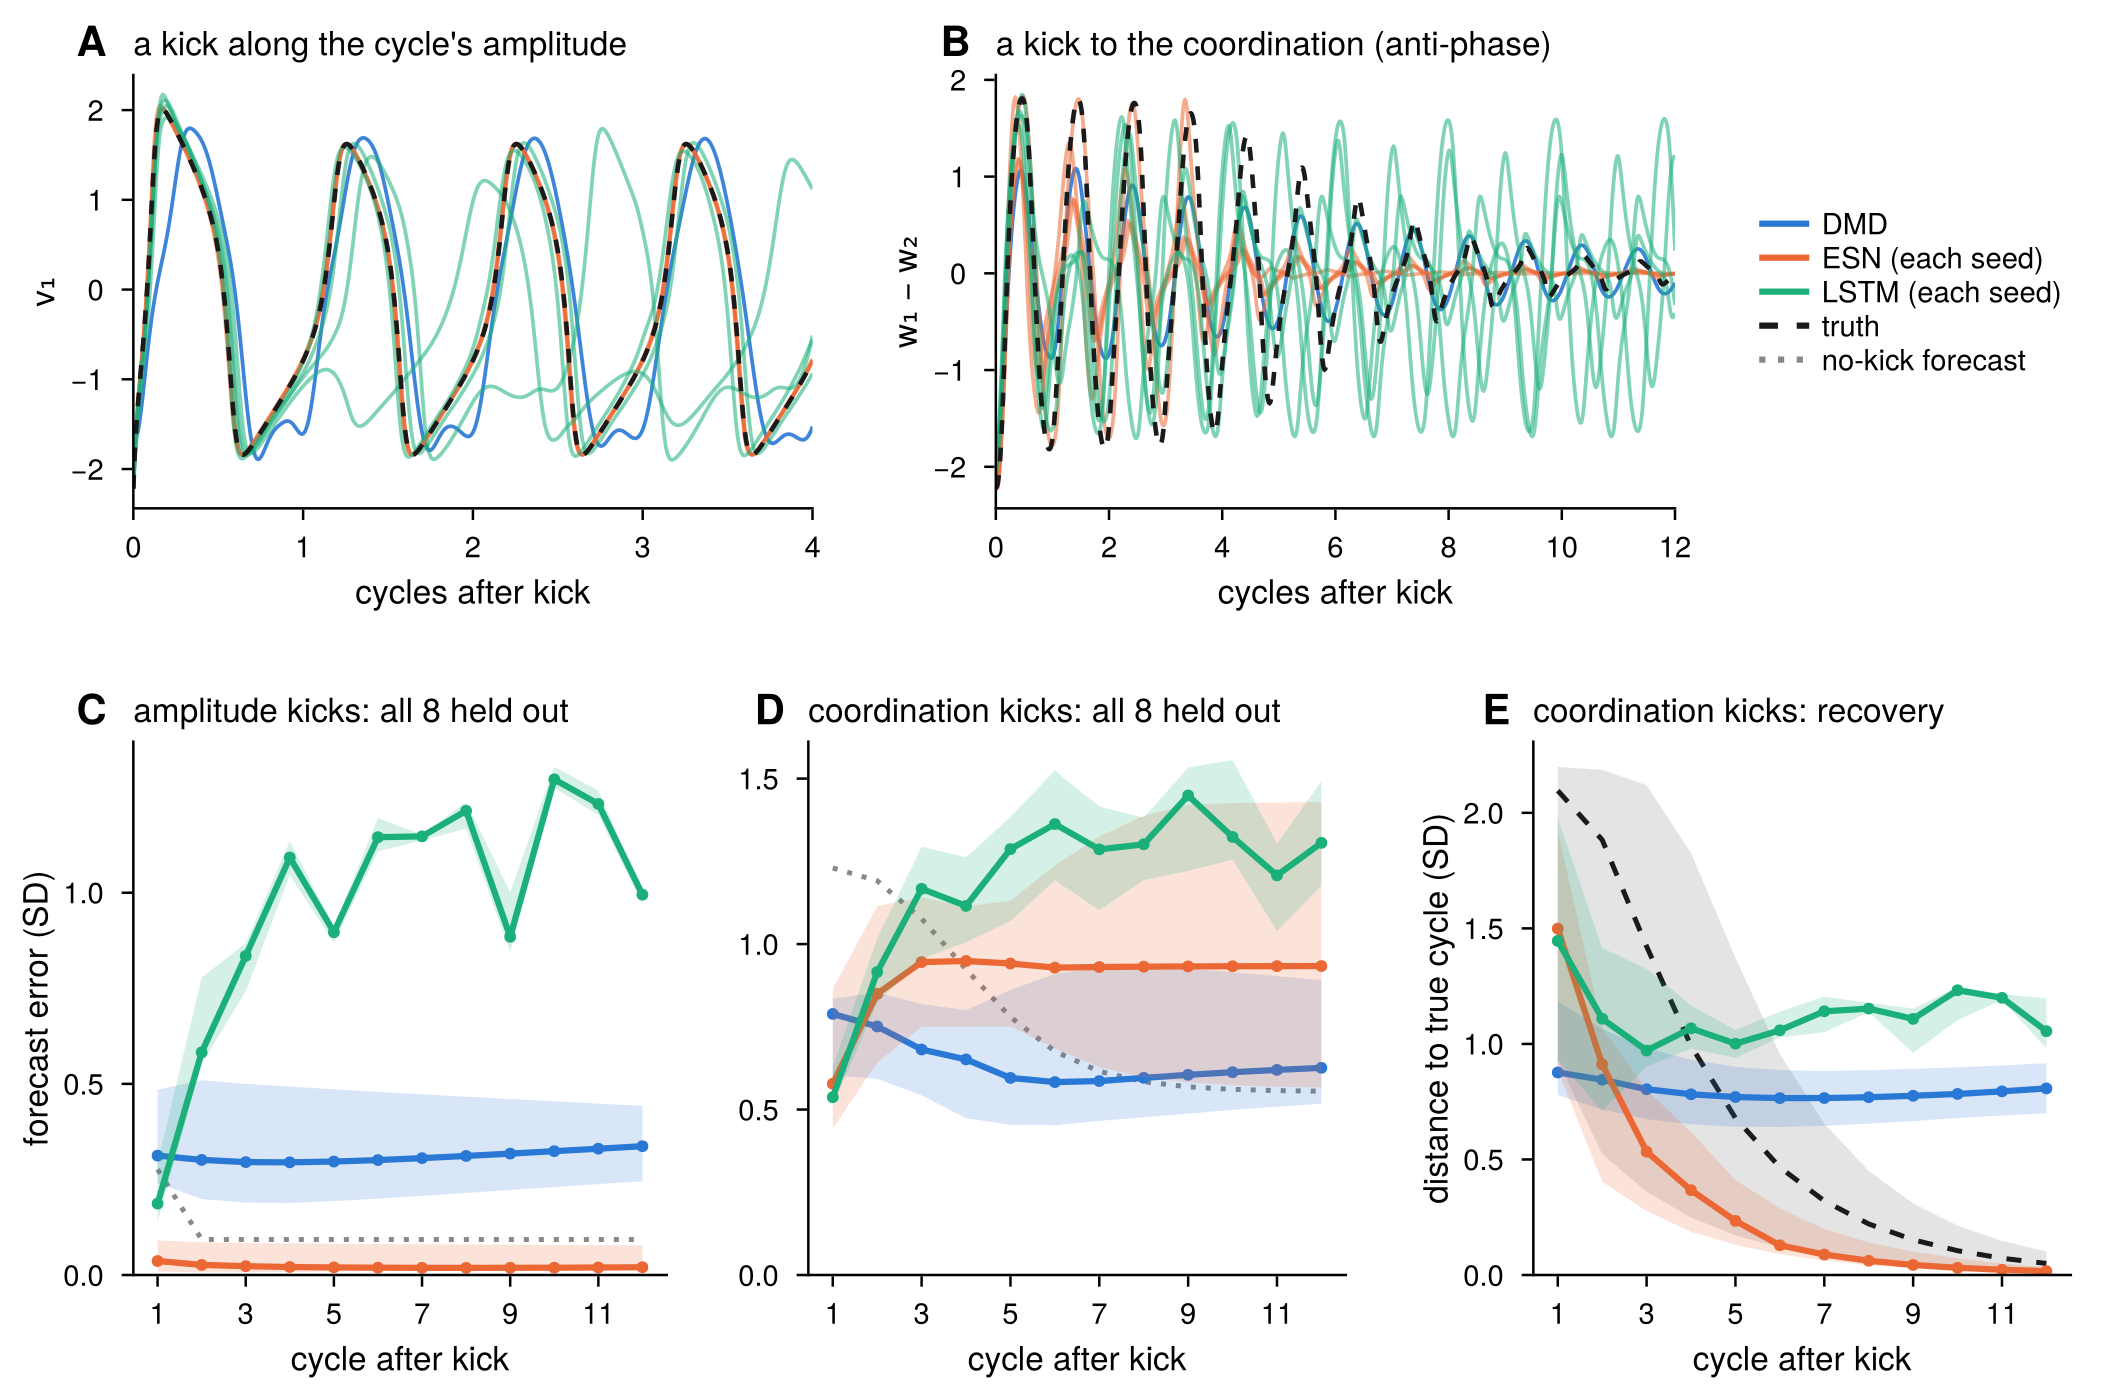 A a kick along the cycle's amplitude
v₁
2
1
0
−1
−2
0 1 2 3 4
cycles after kick
B a kick to the coordination (anti-phase)
w₁ − w₂
2
1
0
−1
−2
0 2 4 6 8 10 12
cycles after kick
DMD
ESN (each seed)
LSTM (each seed)
truth
no-kick forecast
C amplitude kicks: all 8 held out
forecast error (SD)
1.0
0.5
0.0
1 3 5 7 9 11
cycle after kick
D coordination kicks: all 8 held out
1.5
1.0
0.5
0.0
1 3 5 7 9 11
cycle after kick
E coordination kicks: recovery
distance to true cycle (SD)
2.0
1.5
1.0
0.5
0.0
1 3 5 7 9 11
cycle after kick